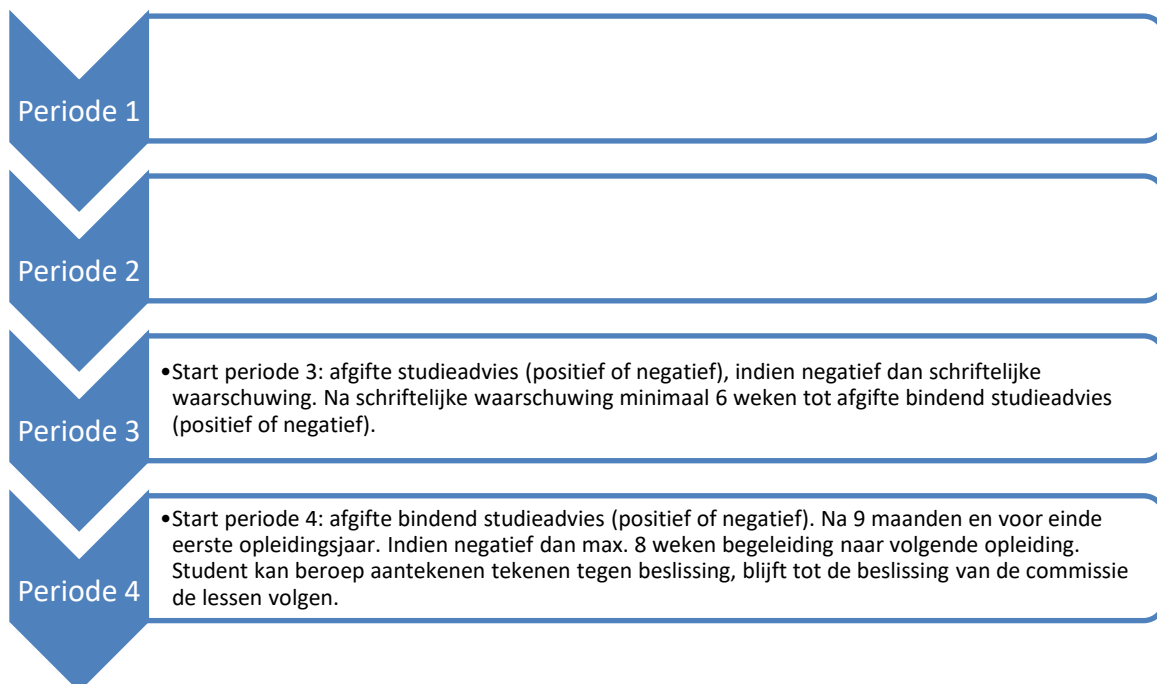 Periode 1
Periode 2
Periode 3
•Start periode 3: afgifte studieadvies (positief of negatief), indien negatief dan schriftelijke
waarschuwing. Na schriftelijke waarschuwing minimaal 6 weken tot afgifte bindend studieadvies
(positief of negatief).
Periode 4
•Start periode 4: afgifte bindend studieadvies (positief of negatief). Na 9 maanden en voor einde
eerste opleidingsjaar. Indien negatief dan max. 8 weken begeleiding naar volgende opleiding.
Student kan beroep aantekenen tekenen tegen beslissing, blijft tot de beslissing van de commissie
de lessen volgen.